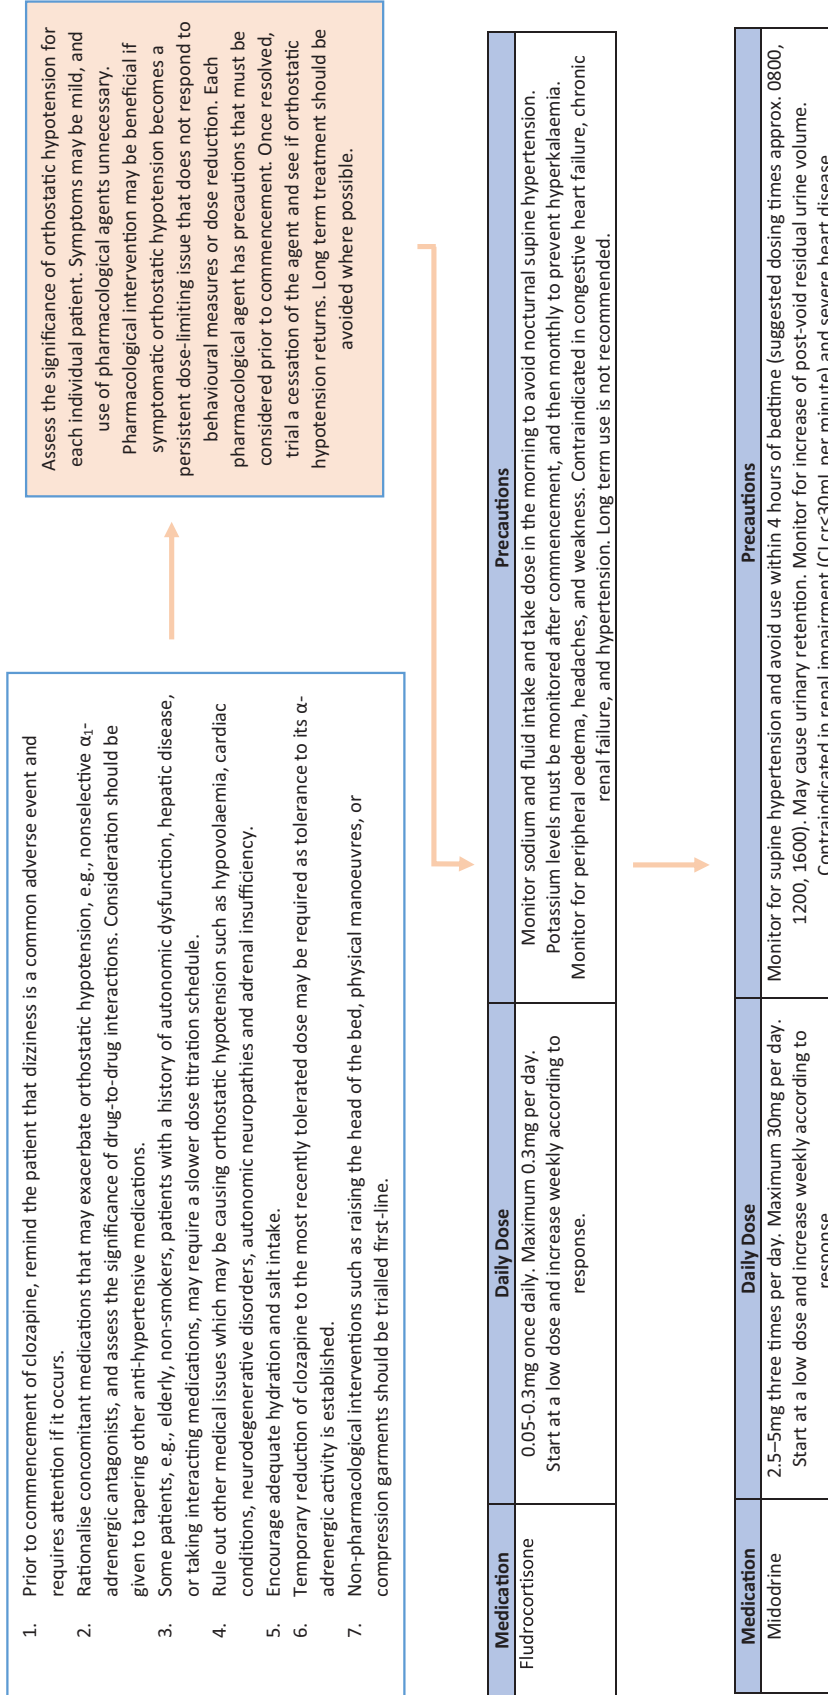 1. Prior to commencement of clozapine, remind the patient that dizziness is a common adverse event and
requires attention if it occurs.
2. Rationalise concomitant medications that may exacerbate orthostatic hypotension, e.g., nonselective α₁-
adrenergic antagonists, and assess the significance of drug-to-drug interactions. Consideration should be
given to tapering other anti-hypertensive medications.
3. Some patients, e.g., elderly, non-smokers, patients with a history of autonomic dysfunction, hepatic disease,
or taking interacting medications, may require a slower dose titration schedule.
4. Rule out other medical issues which may be causing orthostatic hypotension such as hypovolaemia, cardiac
conditions, neurodegenerative disorders, autonomic neuropathies and adrenal insufficiency.
5. Encourage adequate hydration and salt intake.
6. Temporary reduction of clozapine to the most recently tolerated dose may be required as tolerance to its α-
adrenergic activity is established.
7. Non-pharmacological interventions such as raising the head of the bed, physical manoeuvres, or
compression garments should be trialled first-line.
Assess the significance of orthostatic hypotension for
each individual patient. Symptoms may be mild, and
use of pharmacological agents unnecessary.
Pharmacological intervention may be beneficial if
symptomatic orthostatic hypotension becomes a
persistent dose-limiting issue that does not respond to
behavioural measures or dose reduction. Each
pharmacological agent has precautions that must be
considered prior to commencement. Once resolved,
trial a cessation of the agent and see if orthostatic
hypotension returns. Long term treatment should be
avoided where possible.
Medication Daily Dose Precautions
Fludrocortisone
0.05-0.3mg once daily. Maximum 0.3mg per day.
Start at a low dose and increase weekly according to
response.
Monitor sodium and fluid intake and take dose in the morning to avoid nocturnal supine hypertension.
Potassium levels must be monitored after commencement, and then monthly to prevent hyperkalaemia.
Monitor for peripheral oedema, headaches, and weakness. Contraindicated in congestive heart failure, chronic
renal failure, and hypertension. Long term use is not recommended.
Medication Daily Dose Precautions
Midodrine
2.5–5mg three times per day. Maximum 30mg per day.
Start at a low dose and increase weekly according to
response
Monitor for supine hypertension and avoid use within 4 hours of bedtime (suggested dosing times approx. 0800,
1200, 1600). May cause urinary retention. Monitor for increase of post-void residual urine volume.
Contraindicated in renal impairment (CLcr<30ml per minute) and severe heart disease